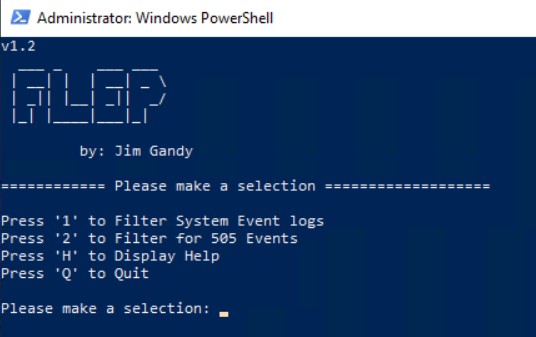 Administrator: Windows PowerShell
v1.2
FLEP
by: Jim Gandy
============ Please make a selection ===================
Press '1' to Filter System Event logs
Press '2' to Filter for 505 Events
Press 'H' to Display Help
Press 'Q' to Quit
Please make a selection: